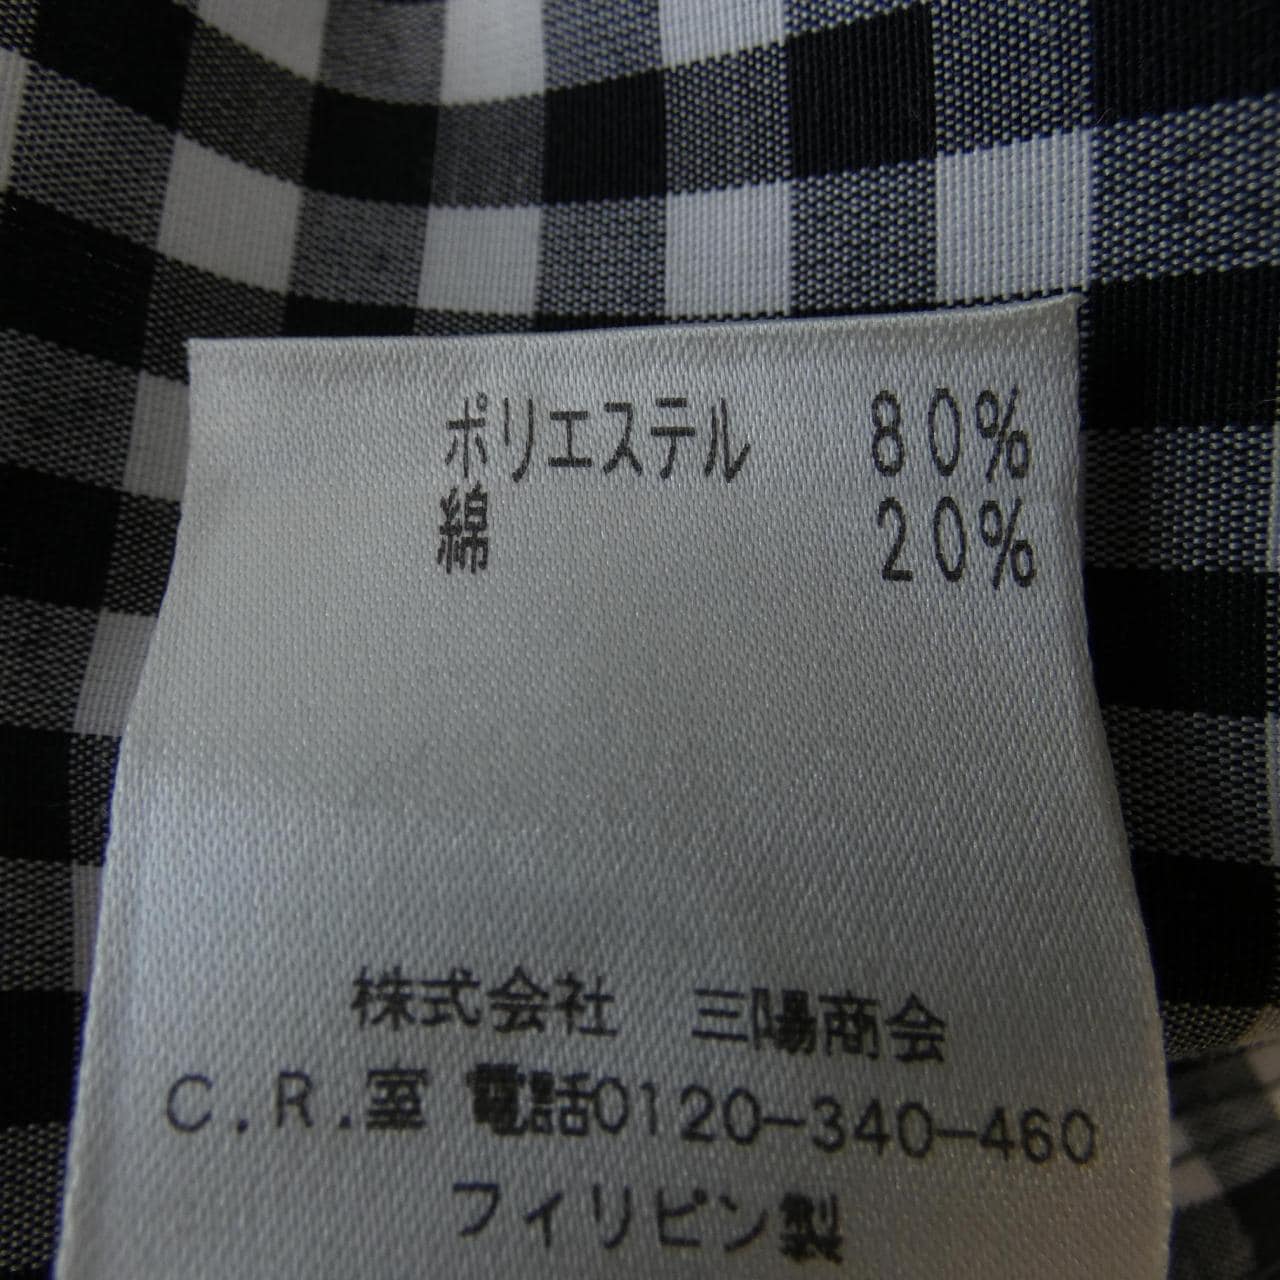 ポリエステル 80%
綿 20%
株式会社 三陽商会
C.R.室 電話0120-340-460
フィリピン製